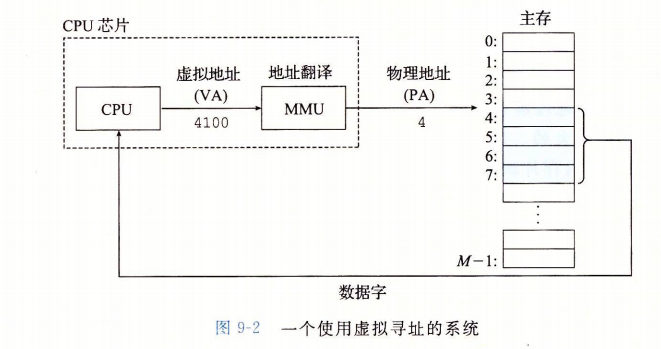 CPU 芯片
主存
虚拟地址
(VA)
4100
地址翻译
物理地址
(PA)
4
CPU
MMU
0:
1:
2:
3:
4:
5:
6:
7:
⋮
M−1:
数据字
图 9-2 一个使用虚拟寻址的系统